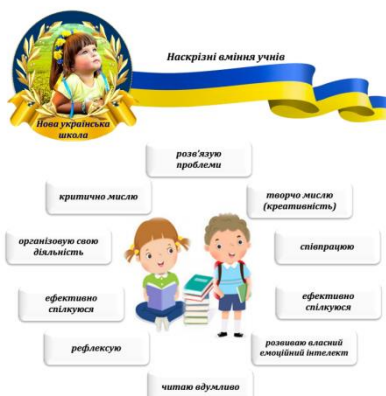 Наскрізні вміння учнів
Нова українська
школа
розв'язую
проблеми
критично мислю
творчо мислю
(креативність)
організовую свою
діяльність
співпрацюю
ефективно
спілкуюся
ефективно
спілкуюся
рефлексую
розвиваю власний
емоційний інтелект
читаю вдумливо